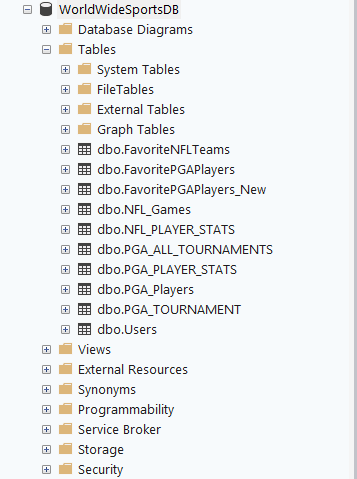 WorldWideSportsDB
Database Diagrams
Tables
System Tables
FileTables
External Tables
Graph Tables
dbo.FavoriteNFLTeams
dbo.FavoritePGAPlayers
dbo.FavoritePGAPlayers_New
dbo.NFL_Games
dbo.NFL_PLAYER_STATS
dbo.PGA_ALL_TOURNAMENTS
dbo.PGA_PLAYER_STATS
dbo.PGA_Players
dbo.PGA_TOURNAMENT
dbo.Users
Views
External Resources
Synonyms
Programmability
Service Broker
Storage
Security